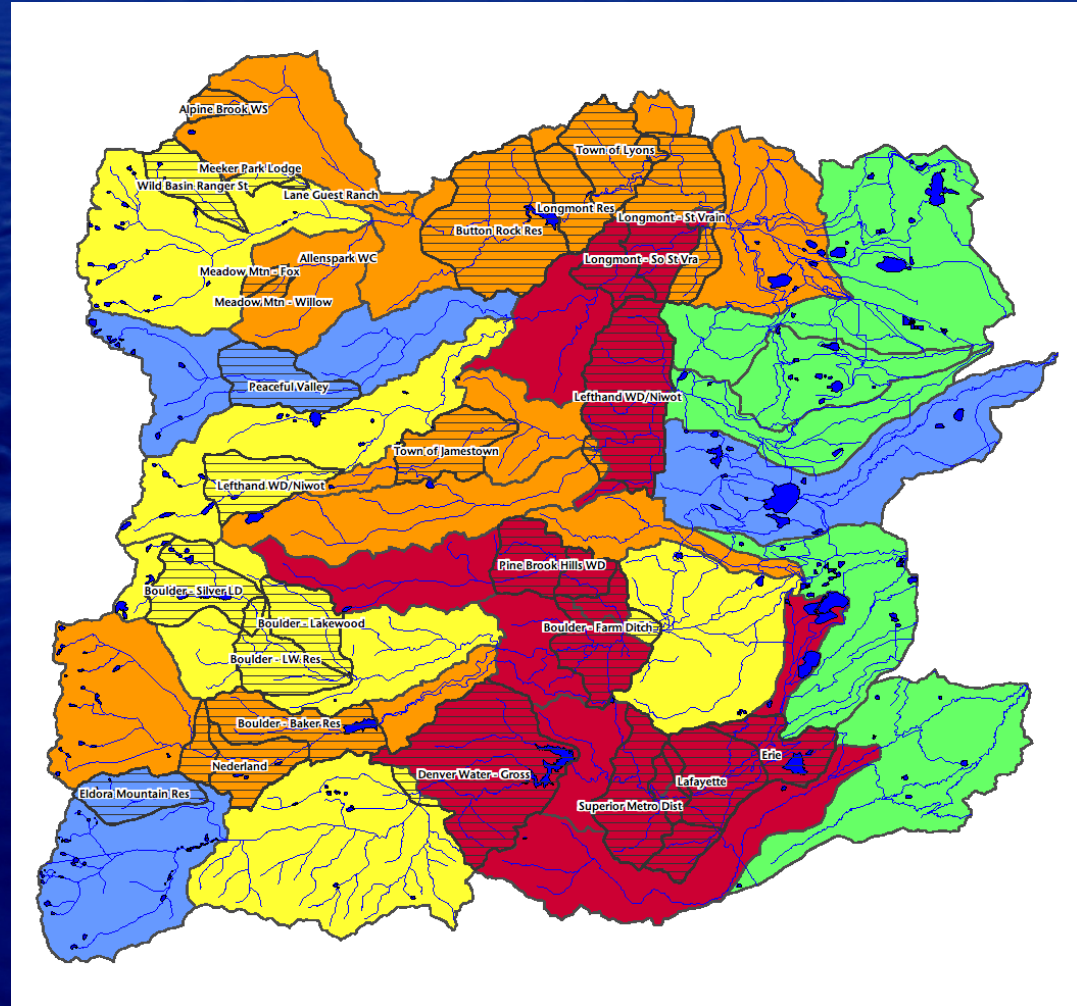 Alpine Brook WS
Town of Lyons
Meeker Park Lodge
Wild Basin Ranger St
Lane Guest Ranch
Longmont Res
Longmont - St Vrain
Button Rock Res
Allenspark WC
Longmont - So St Vra
Meadow Mtn - Fox
Meadow Mtn - Willow
Peaceful Valley
Lefthand WD/Niwot
Town of Jamestown
Lefthand WD/Niwot
Pine Brook Hills WD
Boulder - Silver LD
Boulder - Lakewood
Boulder - Farm Ditch
Boulder - LW Res
Boulder - Baker Res
Nederland
Denver Water - Gross
Erie
Lafayette
Eldora Mountain Res
Superior Metro Dist